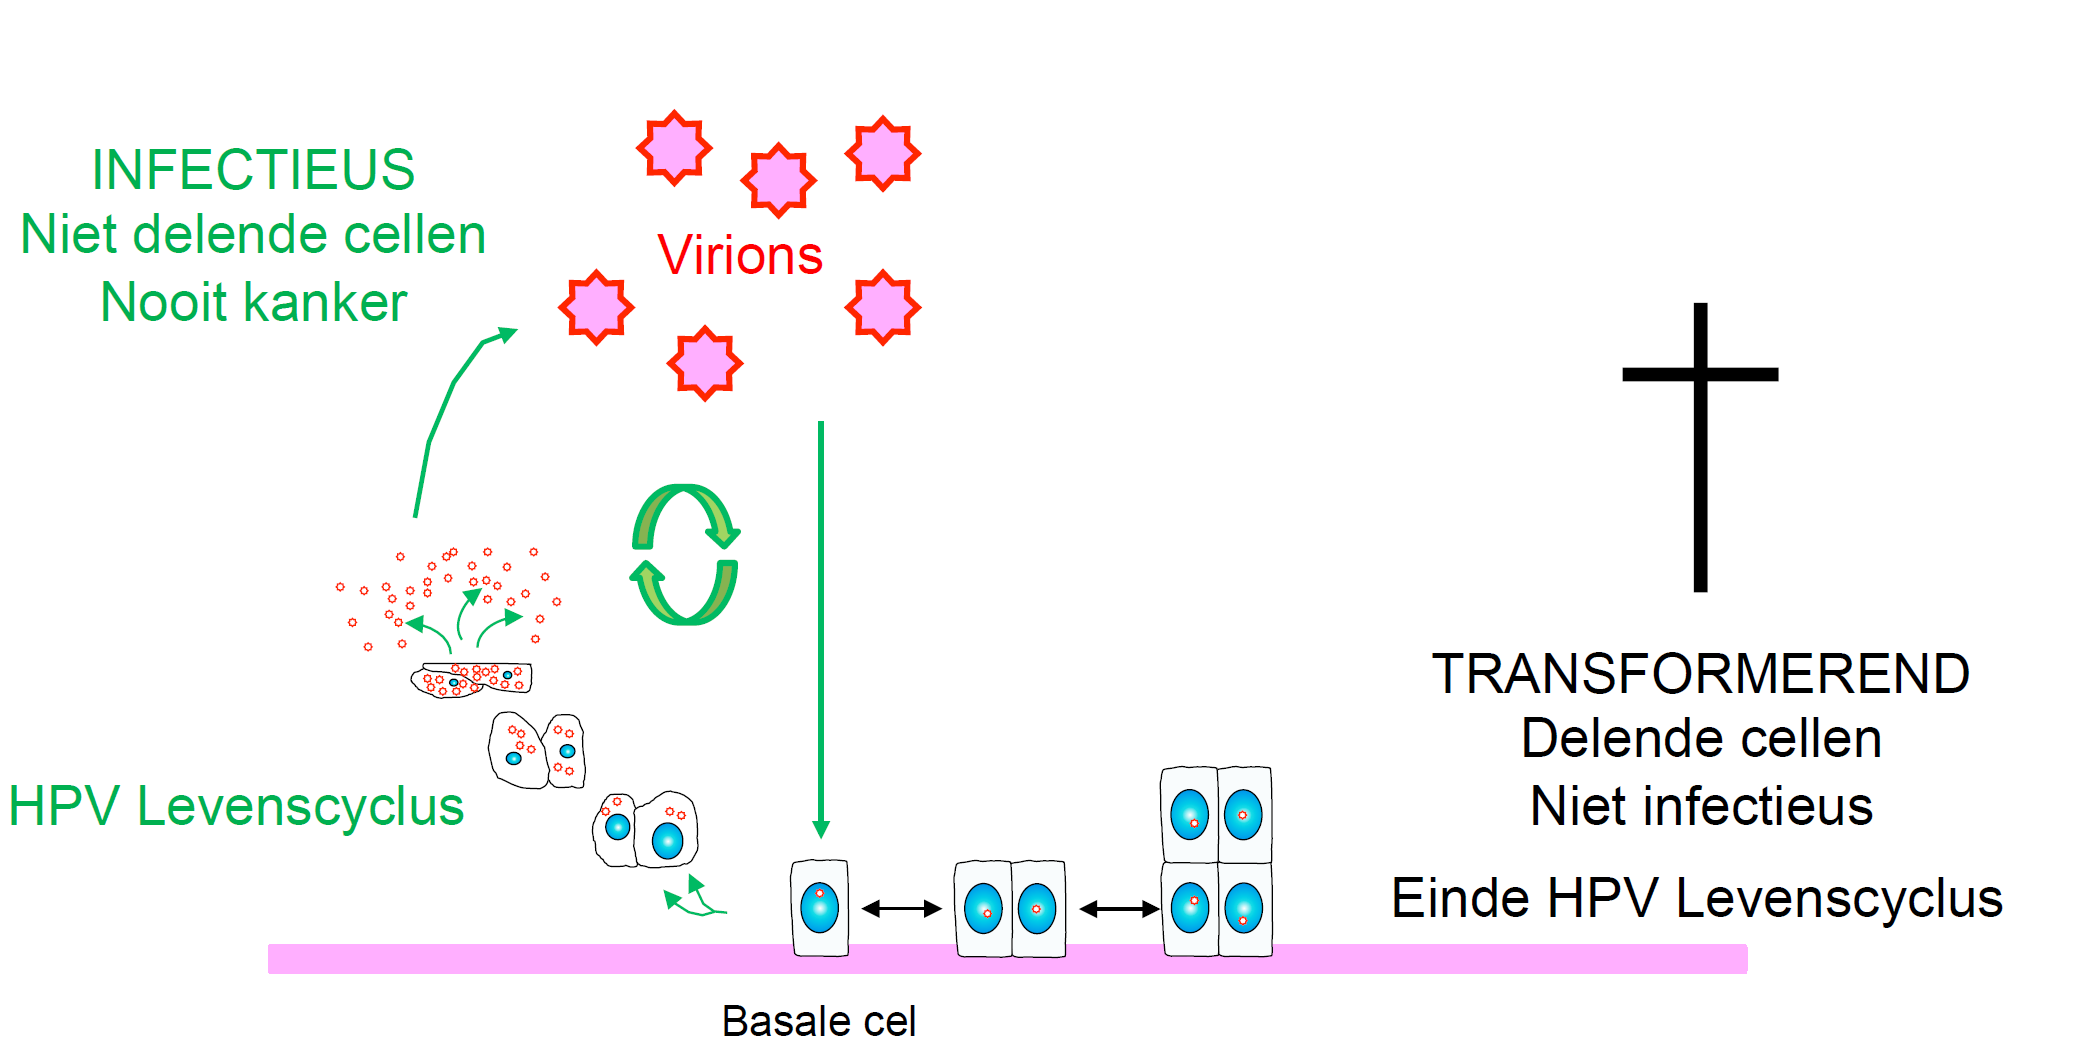 INFECTIEUS
Niet delende cellen
Nooit kanker
Virions
HPV Levenscyclus
TRANSFORMEREND
Delende cellen
Niet infectieus
Einde HPV Levenscyclus
Basale cel